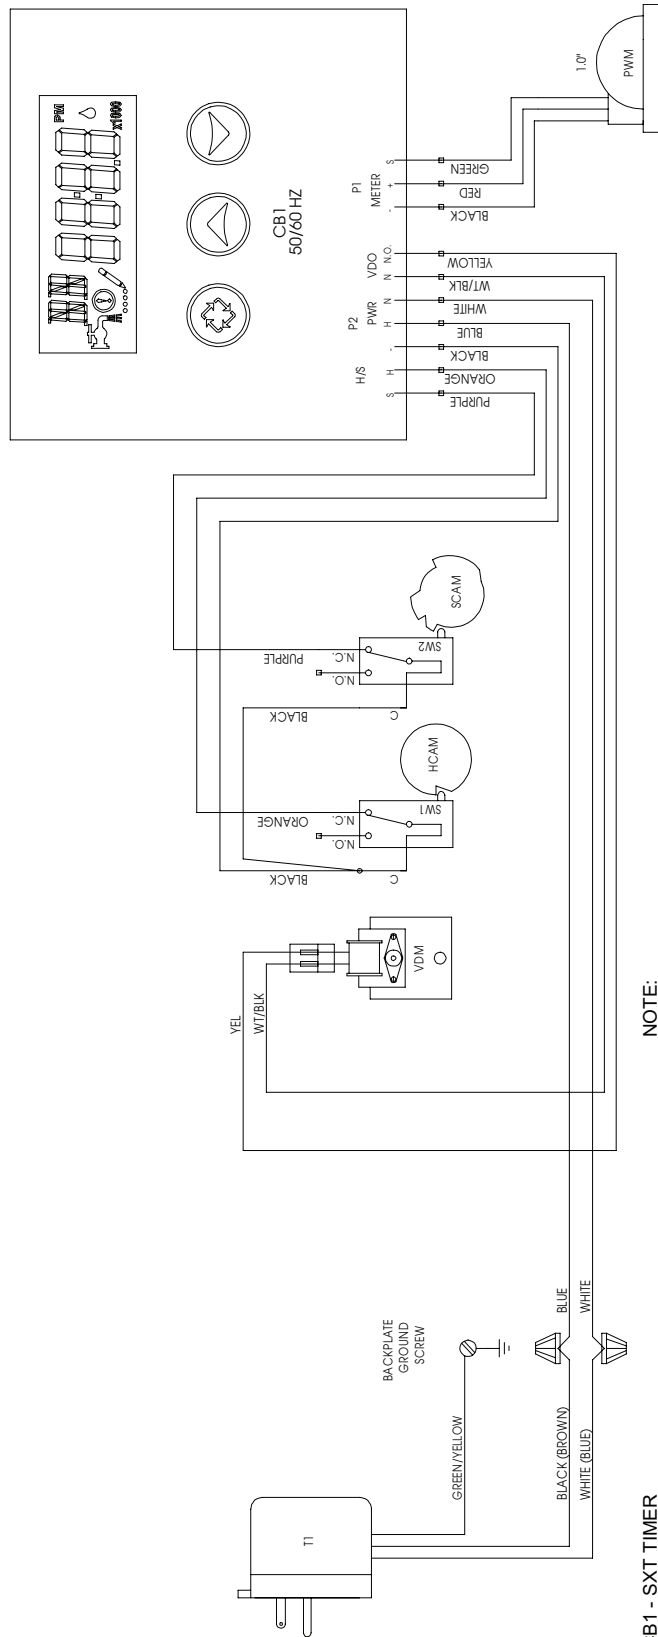 PM
x1000
CB1
50/60 HZ
P1
METER
S
+
-
GREEN
RED
BLACK
1.0"
PWM
P2
VDO
PWR
H/S
N.O.
N
N
H
-
H
S
YELLOW
WT/BLK
WHITE
BLUE
BLACK
ORANGE
PURPLE
PURPLE
N.C.
N.O.
BLACK
C
SW2
SCAM
ORANGE
N.C.
N.O.
BLACK
C
SW1
HCAM
YEL
WT/BLK
VDM
NOTE:
BACKPLATE
GROUND
SCREW
BLUE
WHITE
GREEN/YELLOW
BLACK (BROWN)
WHITE (BLUE)
T1
CB1 - SXT TIMER